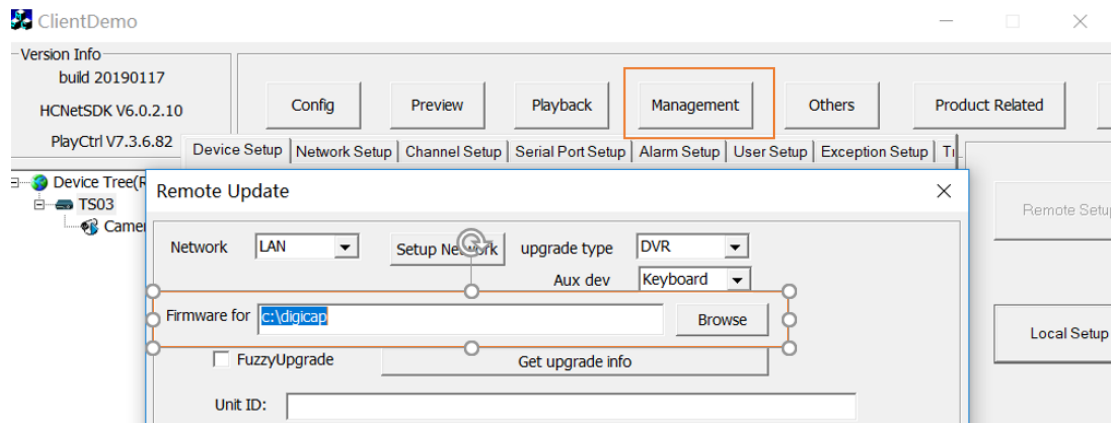 ClientDemo
Version Info
build 20190117
HCNetSDK V6.0.2.10
PlayCtrl V7.3.6.82
Config
Preview
Playback
Management
Others
Product Related
Device Setup
Network Setup
Channel Setup
Serial Port Setup
Alarm Setup
User Setup
Exception Setup
Device Tree(R
TS03
Camer
Remote Update
Remote Setup
Network
LAN
Setup Network
upgrade type
DVR
Aux dev
Keyboard
Firmware for
c:\digicap
Browse
Local Setup
FuzzyUpgrade
Get upgrade info
Unit ID: